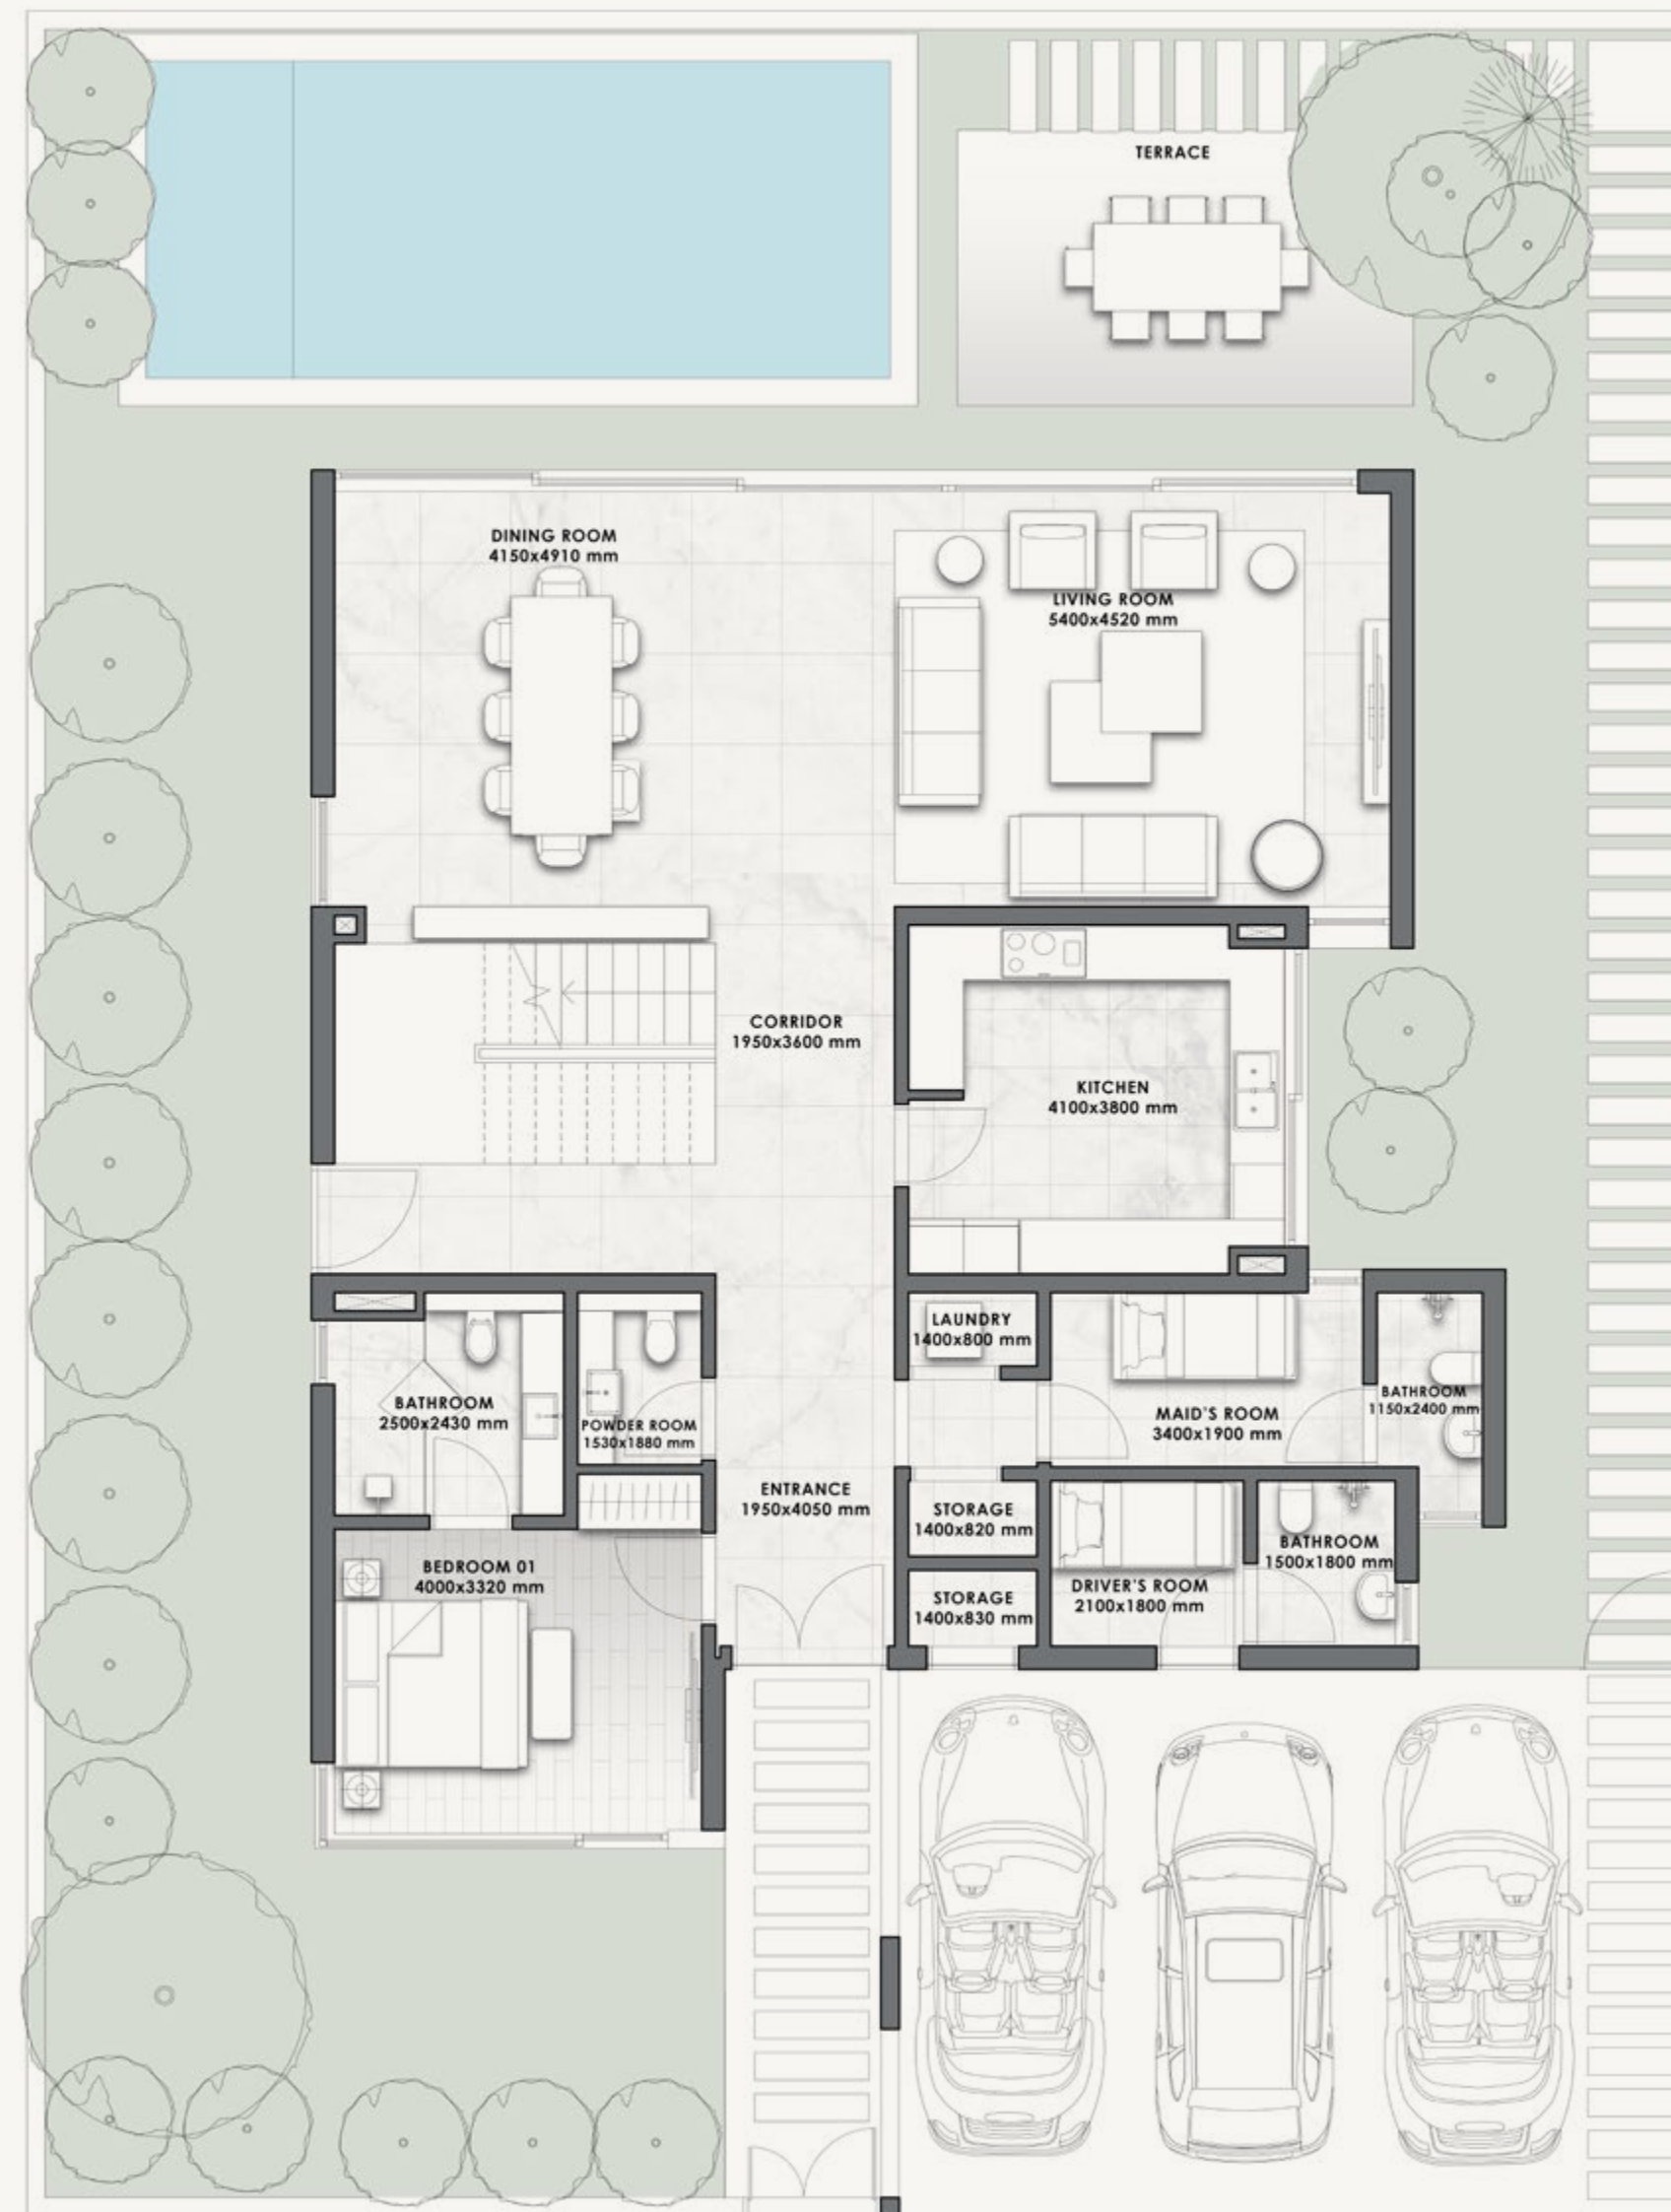 TERRACE
DINING ROOM
4150x4910 mm
LIVING ROOM
5400x4520 mm
CORRIDOR
1950x3600 mm
KITCHEN
4100x3800 mm
LAUNDRY
1400x800 mm
BATHROOM
2500x2430 mm
POWDER ROOM
1530x1880 mm
MAID'S ROOM
3400x1900 mm
BATHROOM
1150x2400 mm
ENTRANCE
1950x4050 mm
STORAGE
1400x820 mm
BATHROOM
1500x1800 mm
BEDROOM 01
4000x3320 mm
STORAGE
1400x830 mm
DRIVER'S ROOM
2100x1800 mm